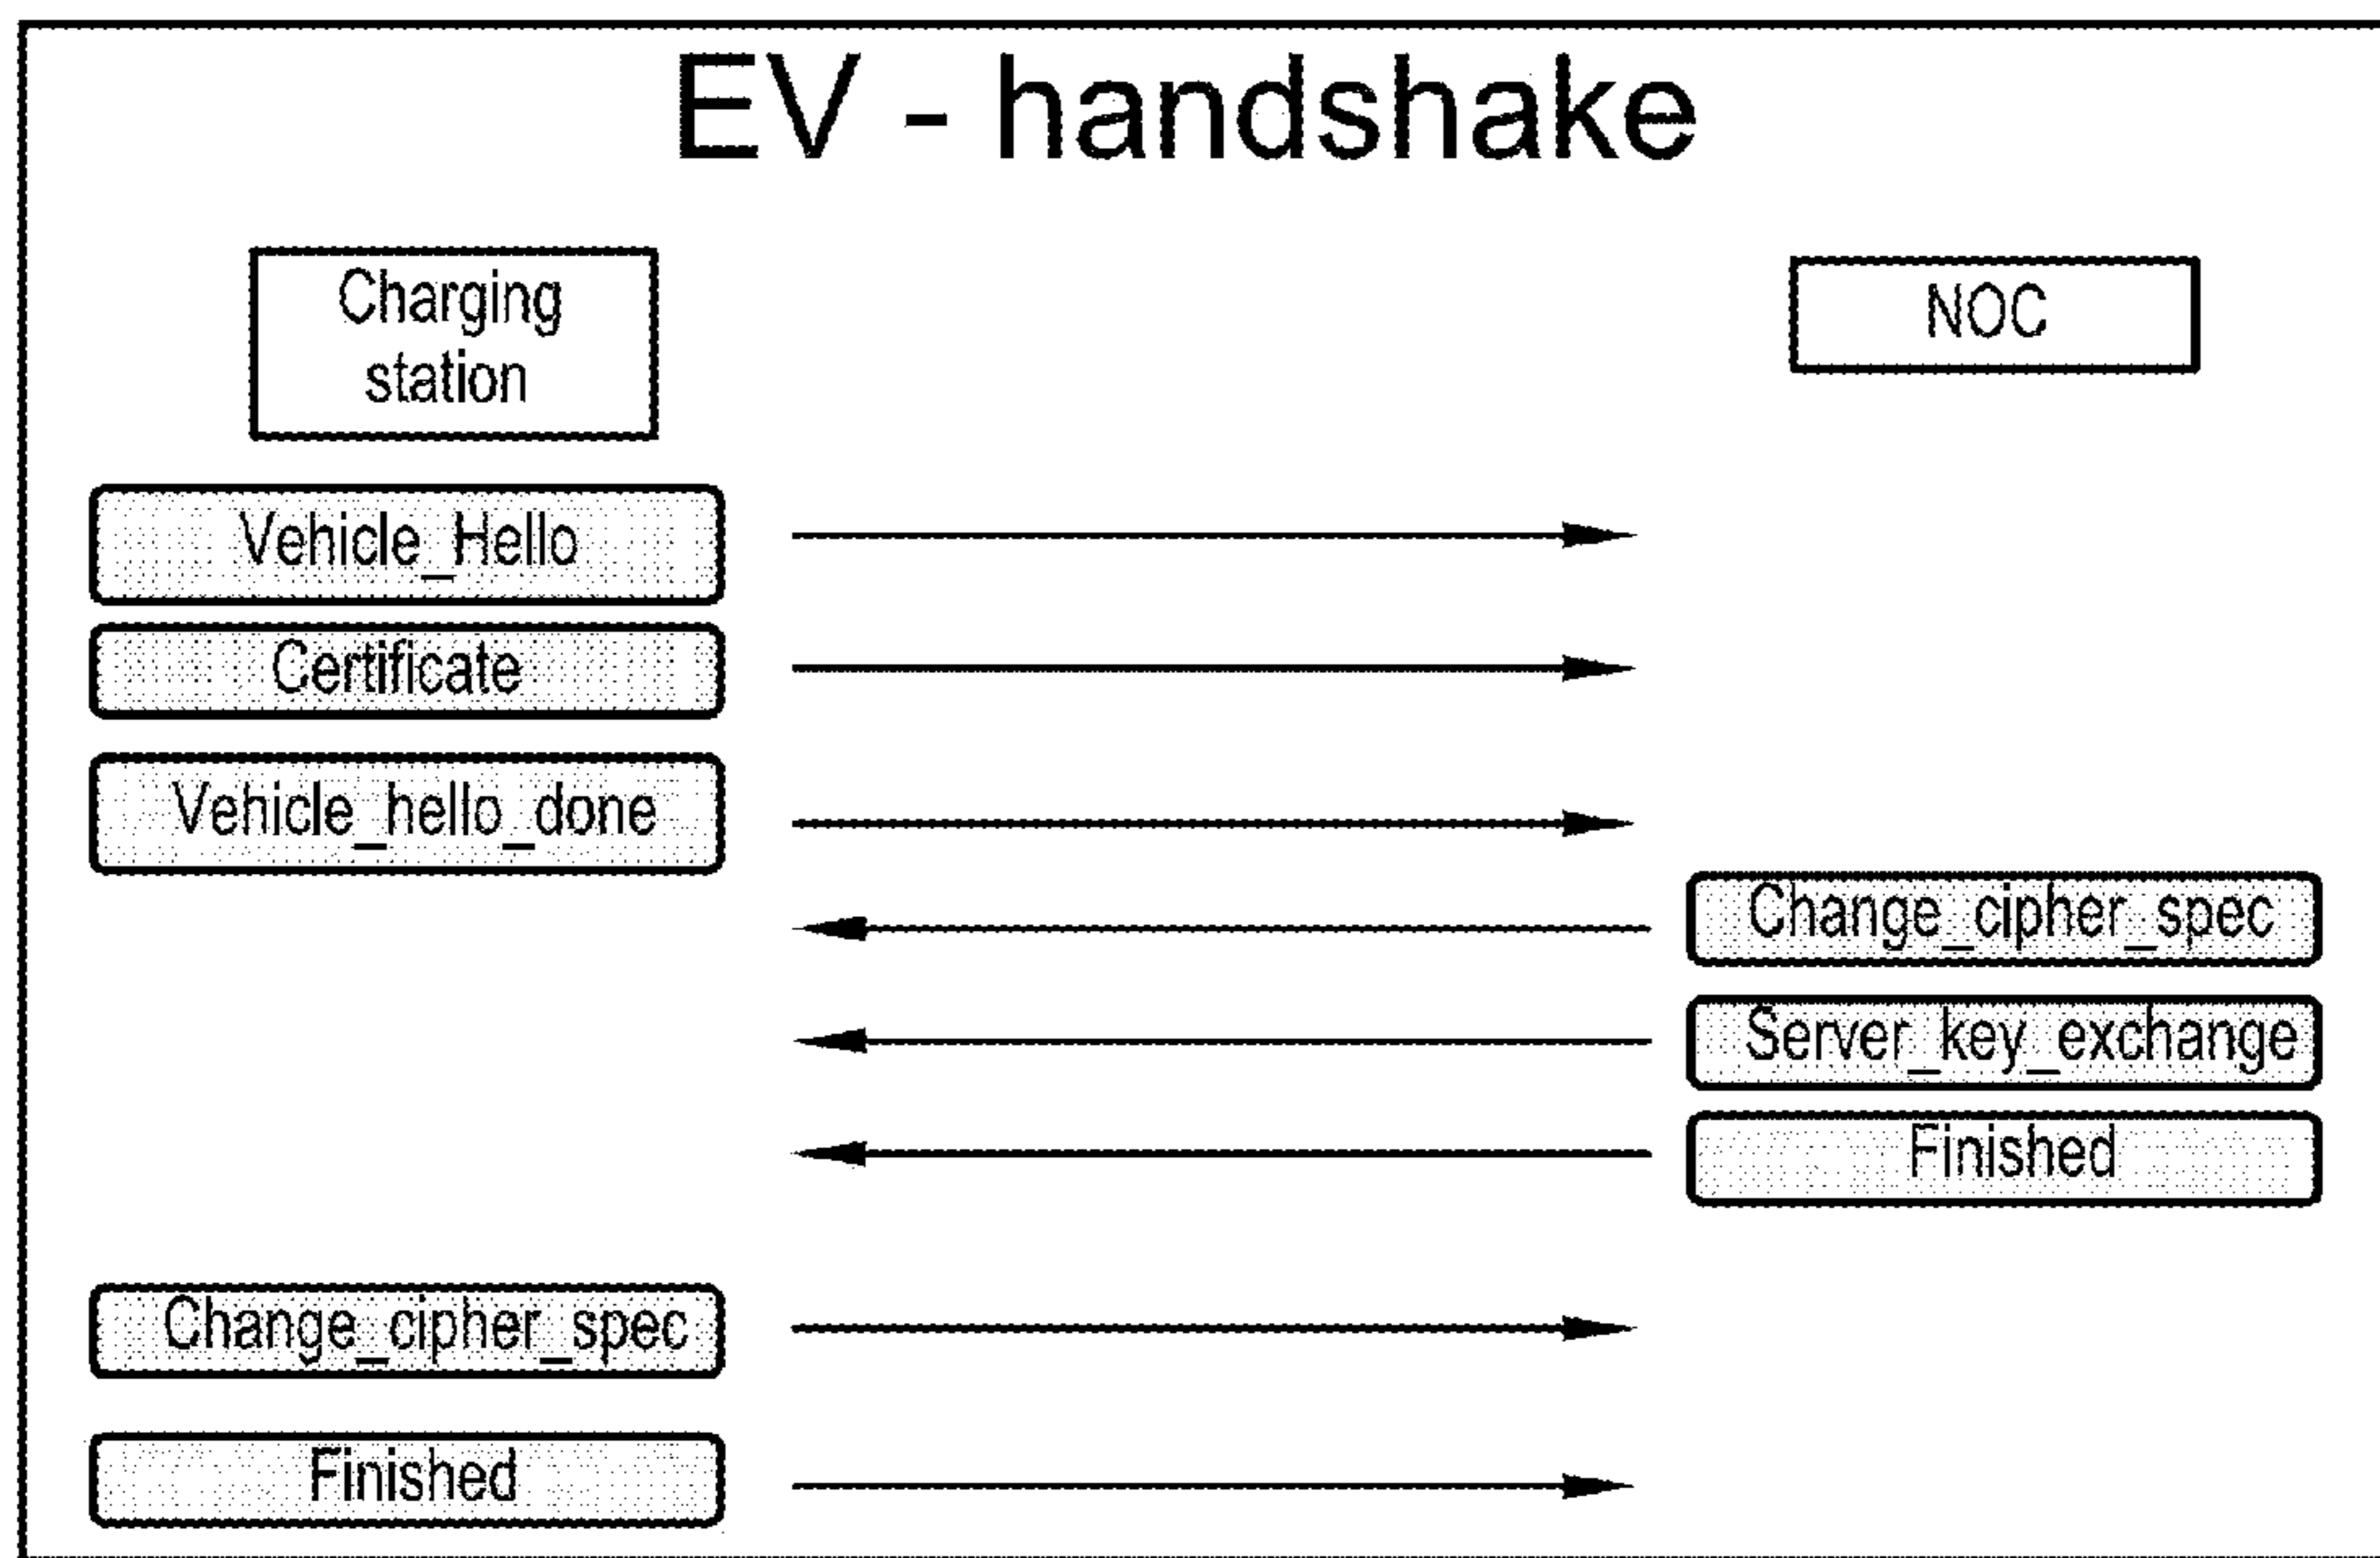 EV - handshake
Charging
station
NOC
Vehicle_Hello
Certificate
Vehicle_hello_done
Change_cipher_spec
Server_key_exchange
Finished
Change_cipher_spec
Finished